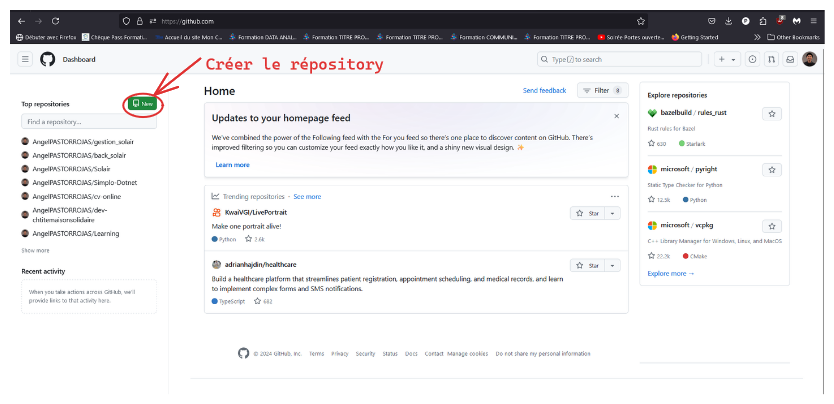 https://github.com
Débuter avec Firefox
Chèque Pass Formati...
Accueil du site Mon C...
Formation DATA ANAL...
Formation TITRE PRO...
Formation TITRE PRO...
Formation COMMUNI...
Formation TITRE PRO...
Soirée Portes ouverte...
Getting Started
Other Bookmarks
Dashboard
Type [/] to search
Créer le répository
Top repositories
New
Find a repository...
AngelPASTORROJAS/gestion_solair
AngelPASTORROJAS/back_solair
AngelPASTORROJAS/Solair
AngelPASTORROJAS/Simplo-Dotnet
AngelPASTORROJAS/cv-online
AngelPASTORROJAS/dev-
chtitemaisonsolidaire
AngelPASTORROJAS/Learning
Show more
Recent activity
When you take actions across GitHub, we'll
provide links to that activity here.
Home
Send feedback
Filter 8
Updates to your homepage feed
We've combined the power of the Following feed with the For you feed so there's one place to discover content on GitHub. There's
improved filtering so you can customize your feed exactly how you like it, and a shiny new visual design. ✨
Learn more
Trending repositories · See more
KwaiVGI/LivePortrait
Star
Make one portrait alive!
Python 2.6k
adrianhajdin/healthcare
Star
Build a healthcare platform that streamlines patient registration, appointment scheduling, and medical records, and learn
to implement complex forms and SMS notifications.
TypeScript 682
Explore repositories
bazelbuild / rules_rust
Rust rules for Bazel
650 Starlark
microsoft / pyright
Static Type Checker for Python
12.5k Python
microsoft / vcpkg
C++ Library Manager for Windows, Linux, and MacOS
22.2k CMake
Explore more →
© 2024 GitHub, Inc. Terms Privacy Security Status Docs Contact Manage cookies Do not share my personal information